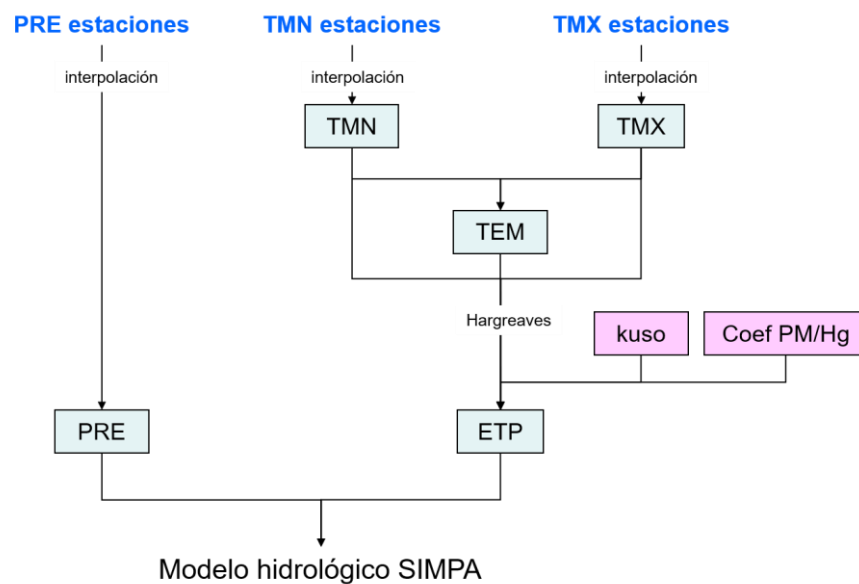 PRE estaciones
TMN estaciones
TMX estaciones
interpolación
interpolación
interpolación
TMN
TMX
TEM
Hargreaves
kuso
Coef PM/Hg
PRE
ETP
Modelo hidrológico SIMPA